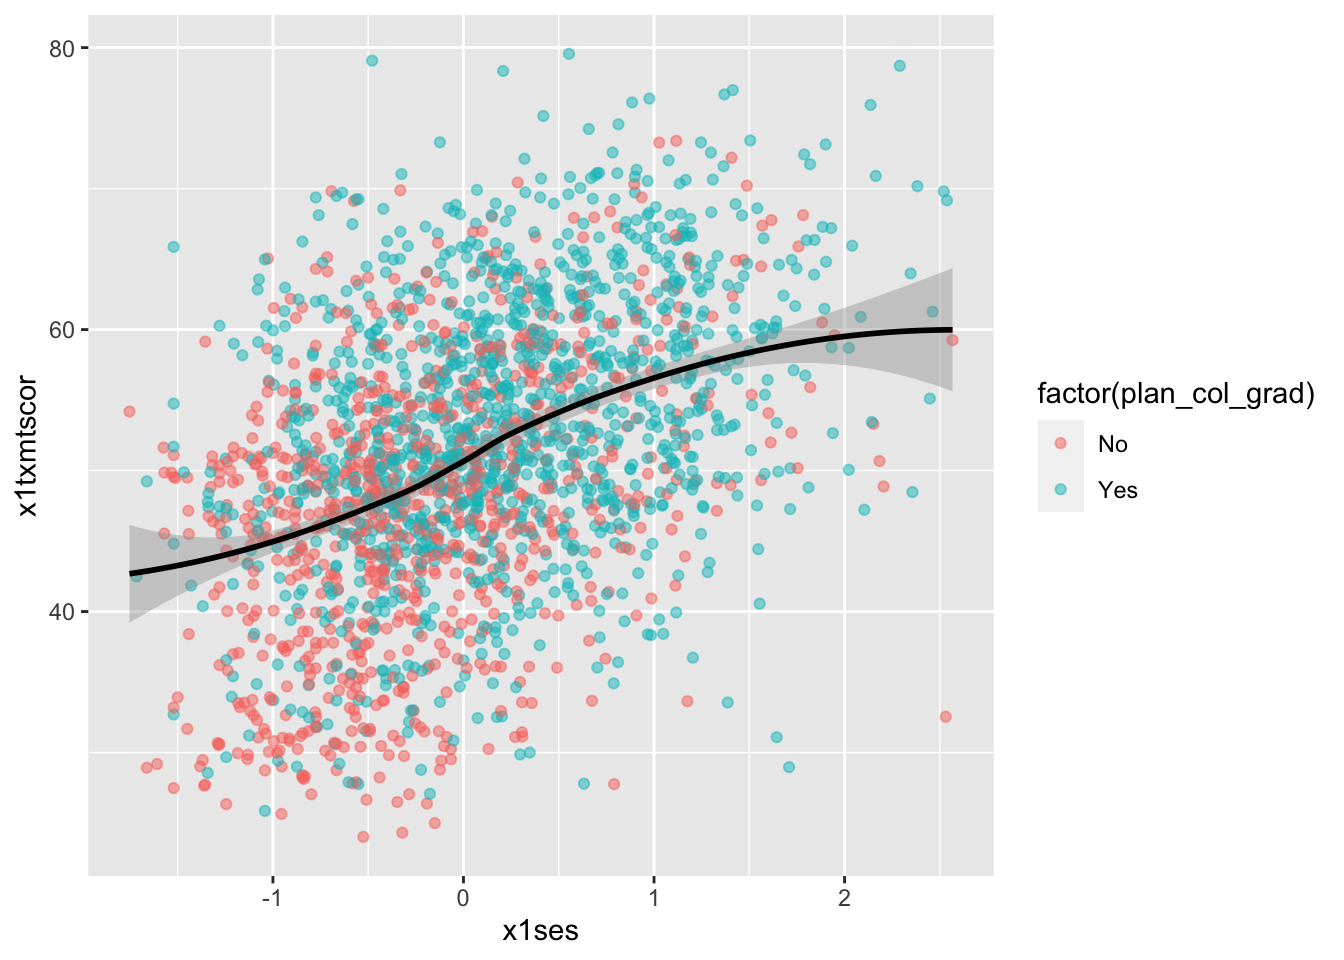 80
60
40
x1txmtscor
-1 0 1 2
x1ses
factor(plan_col_grad)
No
Yes